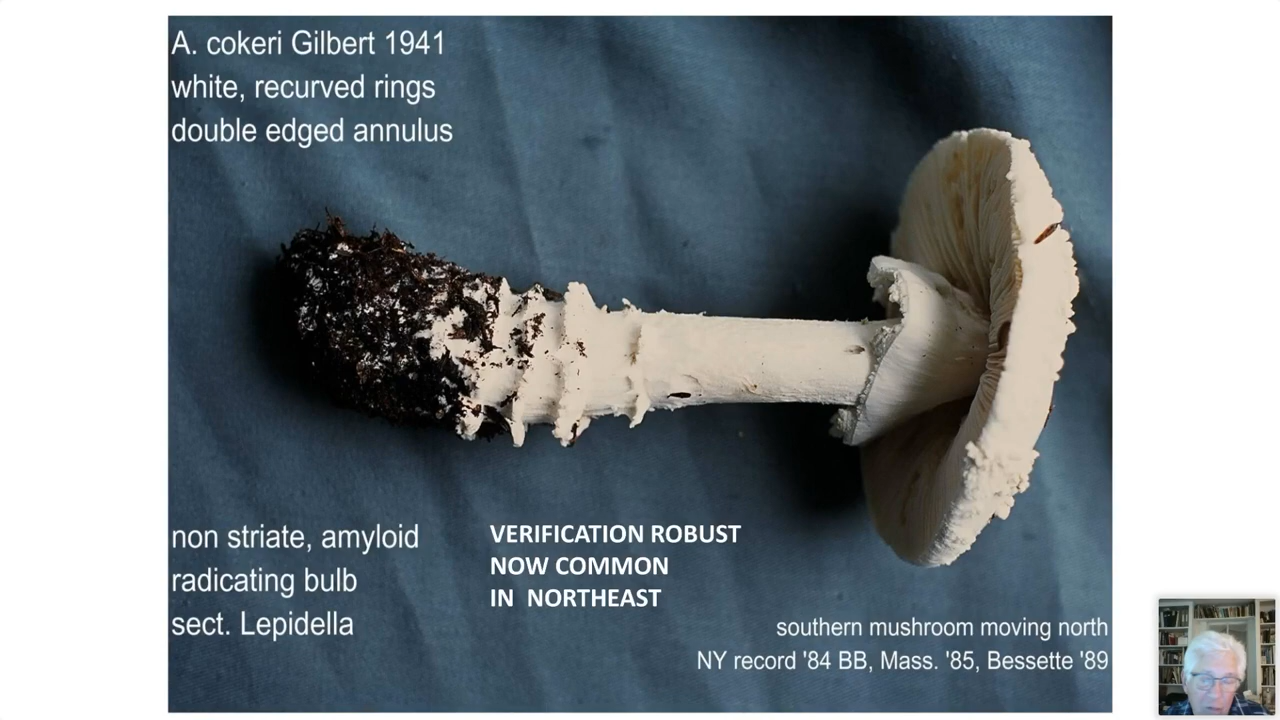 A. cokeri Gilbert 1941
white, recurved rings
double edged annulus
non striate, amyloid
radicating bulb
sect. Lepidella
VERIFICATION ROBUST
NOW COMMON
IN NORTHEAST
southern mushroom moving north
NY record '84 BB, Mass. '85, Bessette '89